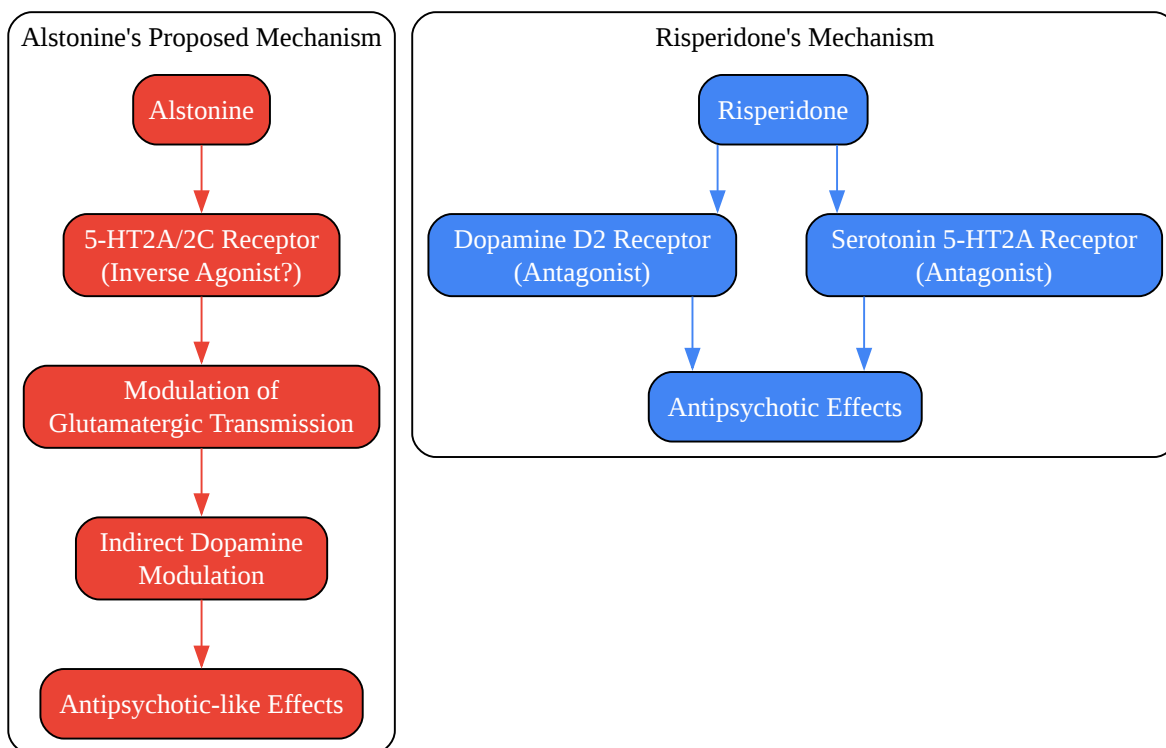 Alstonine's Proposed Mechanism
Alstonine
5-HT2A/2C Receptor
(Inverse Agonist?)
Modulation of
Glutamatergic Transmission
Indirect Dopamine
Modulation
Antipsychotic-like Effects
Risperidone's Mechanism
Risperidone
Dopamine D2 Receptor
(Antagonist)
Serotonin 5-HT2A Receptor
(Antagonist)
Antipsychotic Effects